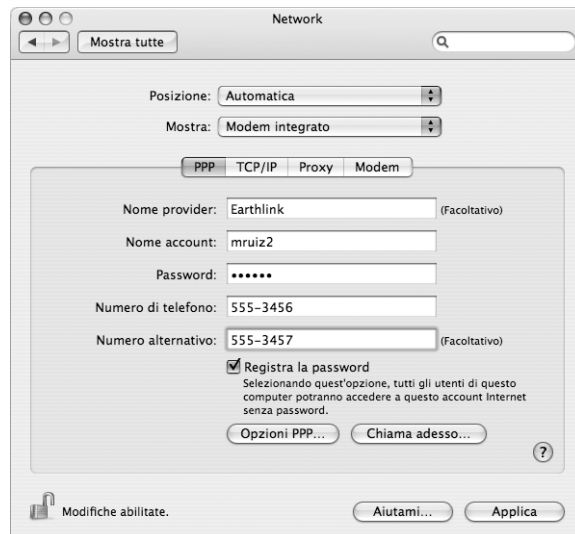 Network
Mostra tutte
Posizione: Automatica
Mostra: Modem integrato
PPP TCP/IP Proxy Modem
Nome provider: Earthlink (Facoltativo)
Nome account: mruiz2
Password: ••••••
Numero di telefono: 555-3456
Numero alternativo: 555-3457 (Facoltativo)
Registra la password
Selezionando quest'opzione, tutti gli utenti di questo
computer potranno accedere a questo account Internet
senza password.
Opzioni PPP... Chiama adesso...
?
Modifiche abilitate. Aiutami... Applica